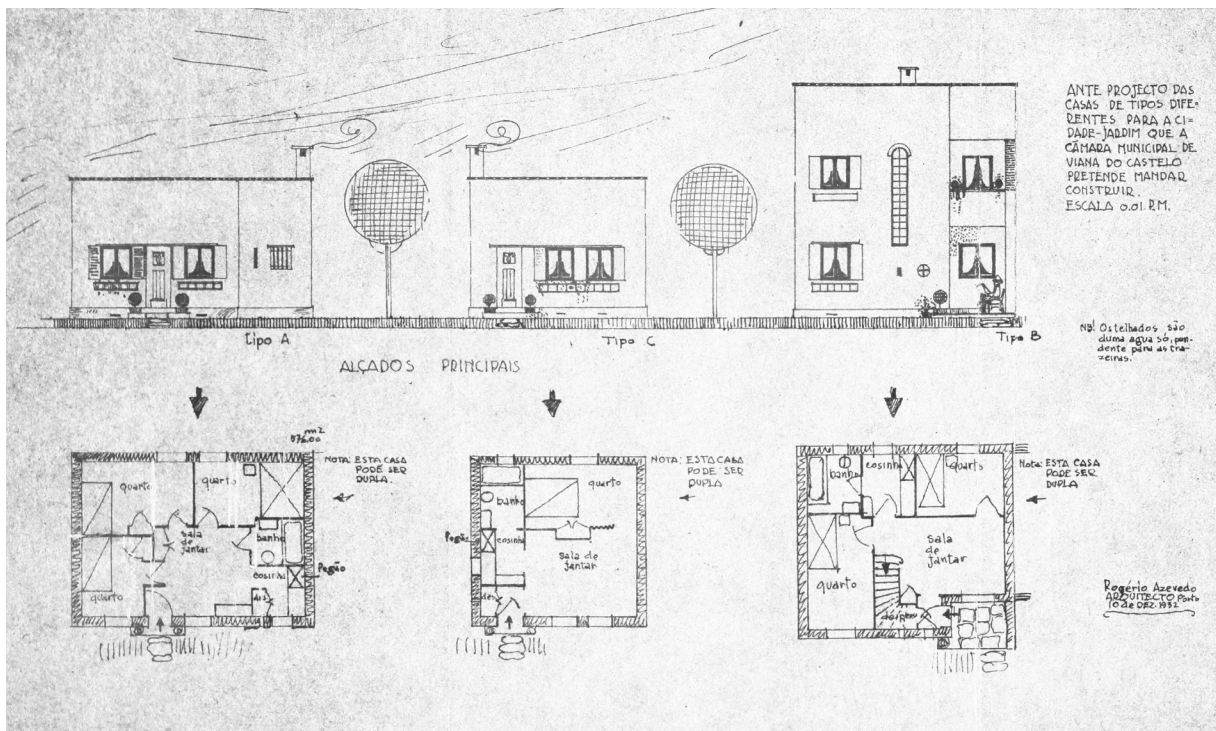 ANTE PROJECTO DAS
CASAS DE TIPOS DIFE-
RENTES PARA A CI-
DADE-JARDIM QUE A
CÂMARA MUNICIPAL DE
VIANA DO CASTELO
PRETENDE MANDAR
CONSTRUIR.
ESCALA 0.01.P.M.
tipo A
Tipo C
Tipo B
NB! Os telhados são
duma agua só, pen-
dente para as tra-
zeiras.
ALÇADOS PRINCIPAIS
m2
NOTA: ESTA CASA
PODE SER
DUPLA.
quarto
quarto
sala
de
jantar
banho
cosinha
Fogão
des
quarto
NOTA: ESTA CASA
PODE SER
DUPLA
quarto
banho
Fogão
cosinha
sala de
jantar
des
Nota: ESTA CASA
PODE SER
DUPLA
banho
cosinha
quarto
sala
de
jantar
quarto
despen
Rogério Azevedo
ARQUITECTO Porto
10 de DEZ. 1932